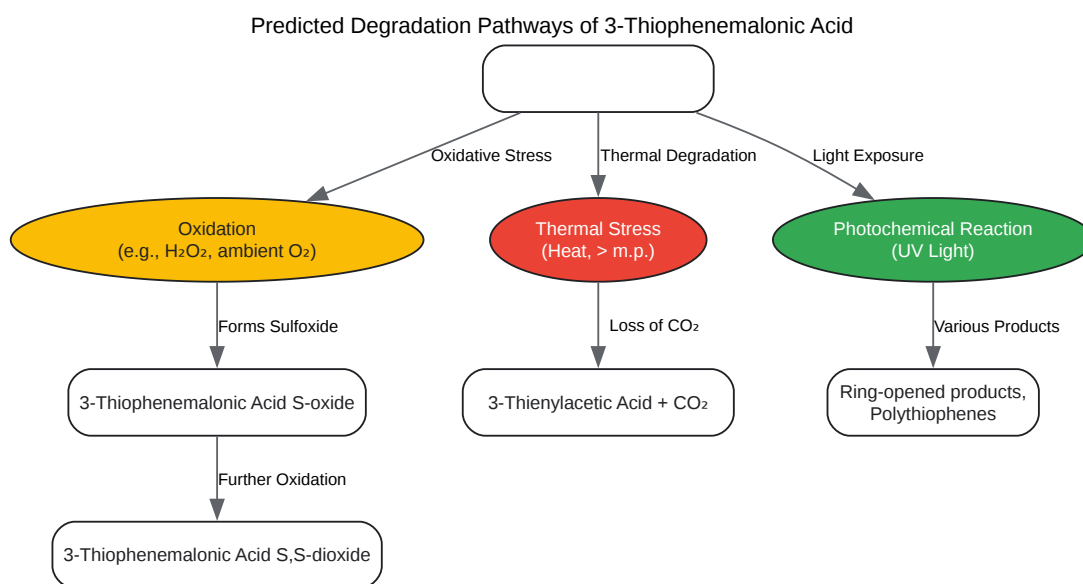 Predicted Degradation Pathways of 3-Thiophenemalonic Acid
Oxidative Stress
Thermal Degradation
Light Exposure
Oxidation
(e.g., H₂O₂, ambient O₂)
Thermal Stress
(Heat, > m.p.)
Photochemical Reaction
(UV Light)
Forms Sulfoxide
Loss of CO₂
Various Products
3-Thiophenemalonic Acid S-oxide
3-Thienylacetic Acid + CO₂
Ring-opened products,
Polythiophenes
Further Oxidation
3-Thiophenemalonic Acid S,S-dioxide